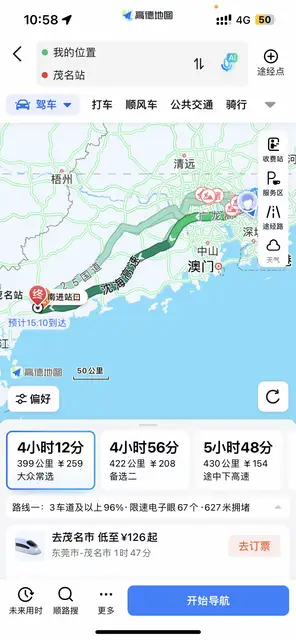 10:58
高德地图
4G 50
我的位置
茂名站
AI
途经点
驾车 打车 顺风车 公共交通 骑行
清远
梧州
收费站
服务区
途经路
天气
中山
澳门
国道
沈海高速
茂名站
终
南进站口
预计15:10到达
高德地图
50公里
偏好
4小时12分
399公里 ¥259
大众常选
4小时56分
422公里 ¥208
备选二
5小时48分
430公里 ¥154
途中下高速
路线一：3车道及以上96%·限速电子眼67个·627米拥堵
去茂名南 低至¥126起
东莞市-茂名市 1时47分
去订票
未来用时
顺路搜
更多
开始导航